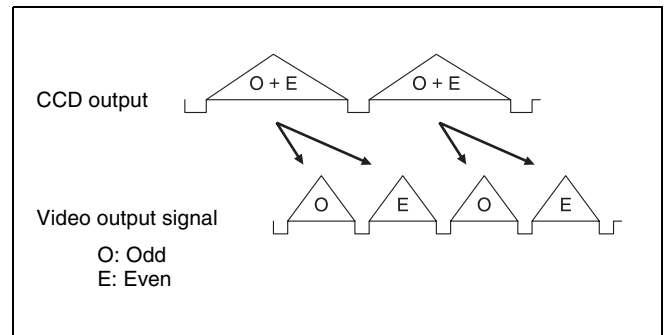 O + E O + E
CCD output
O E O E
Video output signal
O: Odd
E: Even